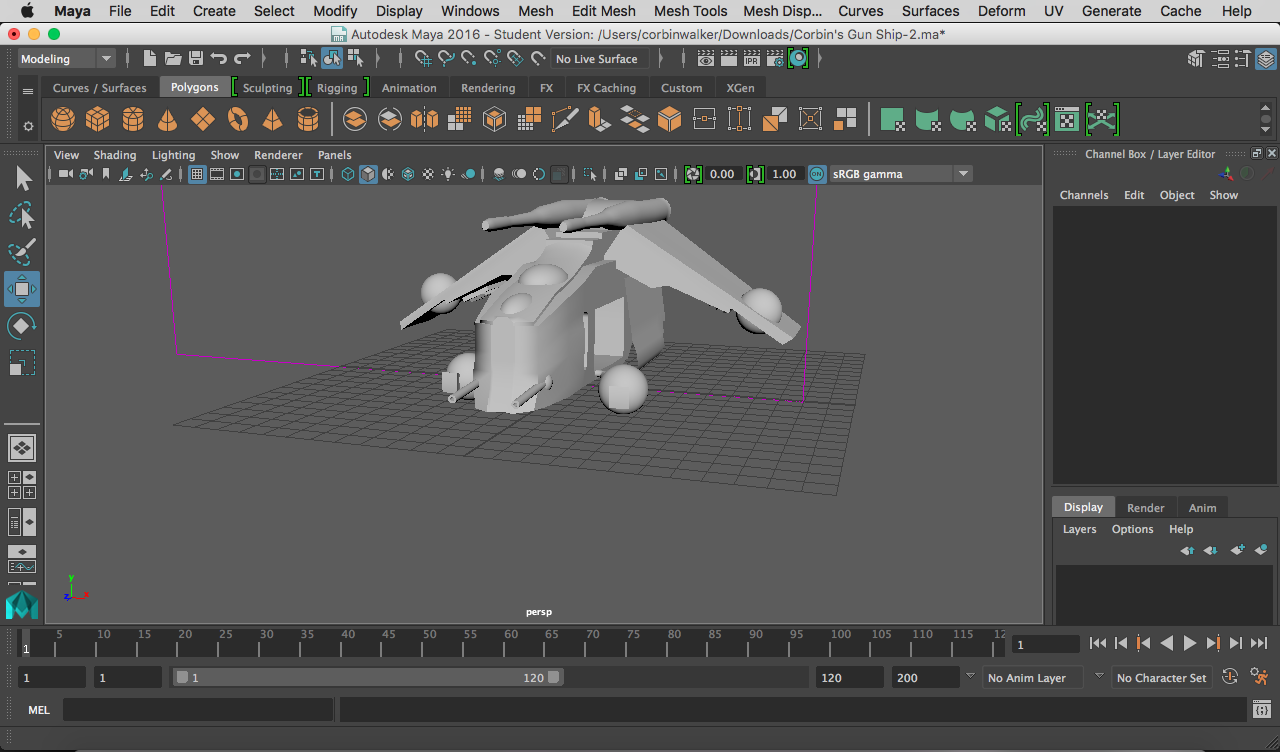 Maya File Edit Create Select Modify Display Windows Mesh Edit Mesh Mesh Tools Mesh Disp... Curves Surfaces Deform UV Generate Cache Help
Autodesk Maya 2016 - Student Version: /Users/corbinwalker/Downloads/Corbin's Gun Ship-2.ma*
Modeling No Live Surface IPR
Curves / Surfaces Polygons Sculpting Rigging Animation Rendering FX FX Caching Custom XGen
View Shading Lighting Show Renderer Panels
Channel Box / Layer Editor
0.00 1.00 ON sRGB gamma
Channels Edit Object Show
Display Render Anim
Layers Options Help
y
z x
persp
1 5 10 15 20 25 30 35 40 45 50 55 60 65 70 75 80 85 90 95 100 105 110 115 12
1
1 1 1 120 120 200 No Anim Layer No Character Set
MEL